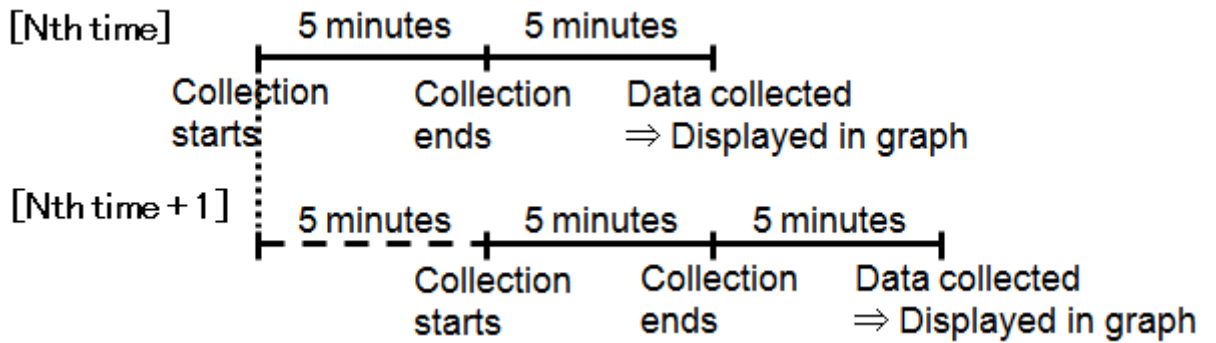 [Nth time]
5 minutes 5 minutes
Collection Collection Data collected
starts ends ⇒ Displayed in graph
[Nth time+1]
5 minutes 5 minutes 5 minutes
Collection Collection Data collected
starts ends ⇒ Displayed in graph